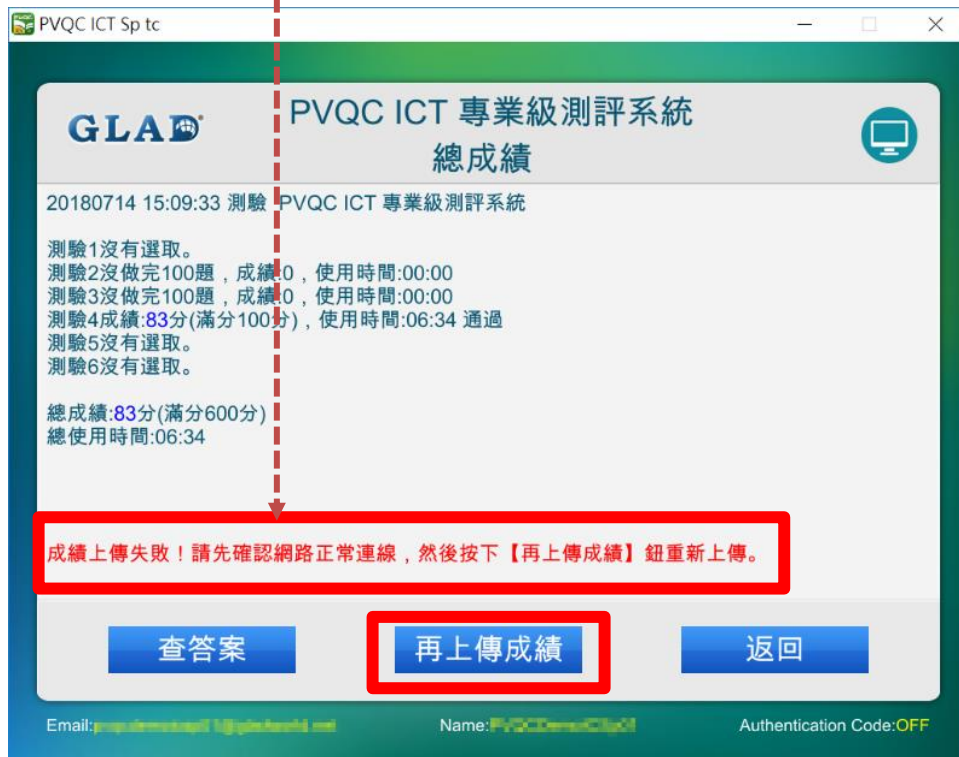 PVQC ICT Sp tc
GLAD
PVQC ICT 專業級測評系統
總成績
20180714 15:09:33 測驗 PVQC ICT 專業級測評系統
測驗1沒有選取。
測驗2沒做完100題，成績:0，使用時間:00:00
測驗3沒做完100題，成績:0，使用時間:00:00
測驗4成績:83分(滿分100分)，使用時間:06:34 通過
測驗5沒有選取。
測驗6沒有選取。
總成績:83分(滿分600分)
總使用時間:06:34
成績上傳失敗！請先確認網路正常連線，然後按下【再上傳成績】鈕重新上傳。
查答案 再上傳成績 返回
Email: Name: Authentication Code:OFF